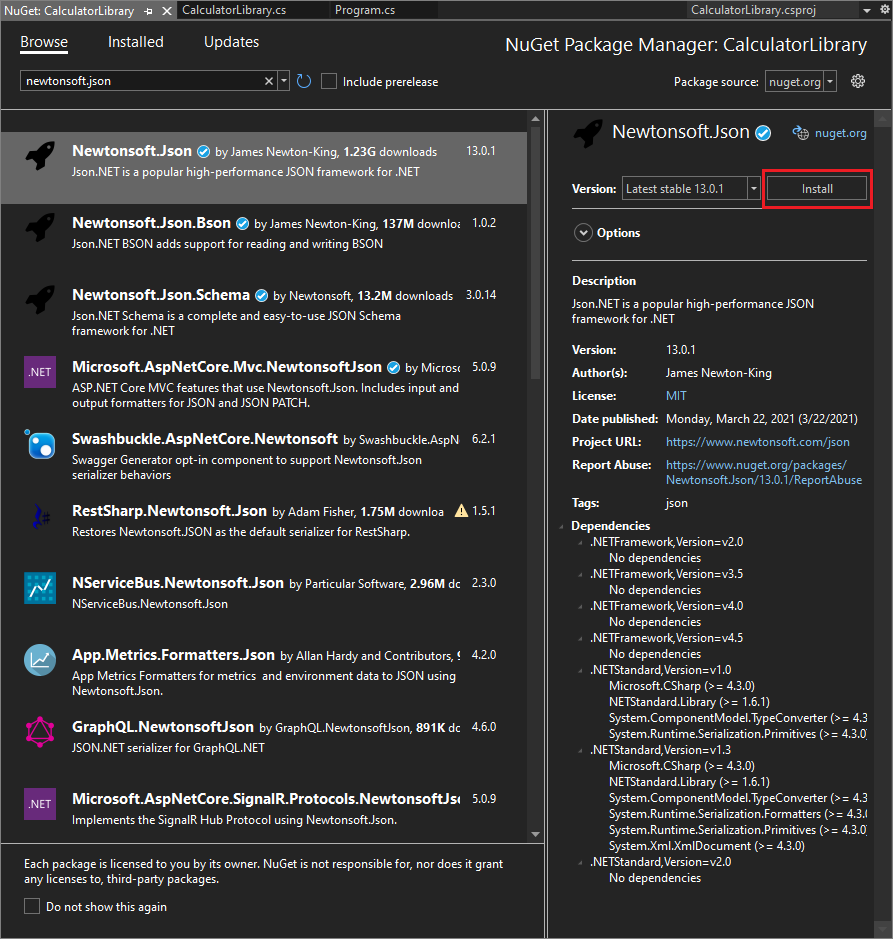 NuGet: CalculatorLibrary
CalculatorLibrary.cs
Program.cs
CalculatorLibrary.csproj
Browse
Installed
Updates
NuGet Package Manager: CalculatorLibrary
newtonsoft.json
Include prerelease
Package source:
nuget.org
Newtonsoft.Json by James Newton-King, 1.23G downloads 13.0.1
Json.NET is a popular high-performance JSON framework for .NET
Newtonsoft.Json.Bson by James Newton-King, 137M downloa 1.0.2
Json.NET BSON adds support for reading and writing BSON
Newtonsoft.Json.Schema by Newtonsoft, 13.2M downloads 3.0.14
Json.NET Schema is a complete and easy-to-use JSON Schema
framework for .NET
.NET
Microsoft.AspNetCore.Mvc.NewtonsoftJson by Microsc 5.0.9
ASP.NET Core MVC features that use Newtonsoft.Json. Includes input and
output formatters for JSON and JSON PATCH.
Swashbuckle.AspNetCore.Newtonsoft by Swashbuckle.AspN 6.2.1
Swagger Generator opt-in component to support Newtonsoft.Json
serializer behaviors
RestSharp.Newtonsoft.Json by Adam Fisher, 1.75M downloa 1.5.1
Restores Newtonsoft.JSON as the default serializer for RestSharp.
NServiceBus.Newtonsoft.Json by Particular Software, 2.96M dc 2.3.0
NServiceBus.Newtonsoft.Json
App.Metrics.Formatters.Json by Allan Hardy and Contributors, 4.2.0
App Metrics Formatters for metrics and environment data to JSON using
Newtonsoft.Json.
GraphQL.NewtonsoftJson by GraphQL.NewtonsoftJson, 891K dc 4.6.0
JSON.NET serializer for GraphQL.NET
.NET
Microsoft.AspNetCore.SignalR.Protocols.NewtonsoftJso 5.0.9
Implements the SignalR Hub Protocol using Newtonsoft.Json.
Each package is licensed to you by its owner. NuGet is not responsible for, nor does it grant
any licenses to, third-party packages.
Do not show this again
Newtonsoft.Json
nuget.org
Version:
Latest stable 13.0.1
Install
Options
Description
Json.NET is a popular high-performance JSON
framework for .NET
Version: 13.0.1
Author(s): James Newton-King
License: MIT
Date published: Monday, March 22, 2021 (3/22/2021)
Project URL: https://www.newtonsoft.com/json
Report Abuse: https://www.nuget.org/packages/
Newtonsoft.Json/13.0.1/ReportAbuse
Tags: json
Dependencies
.NETFramework,Version=v2.0
No dependencies
.NETFramework,Version=v3.5
No dependencies
.NETFramework,Version=v4.0
No dependencies
.NETFramework,Version=v4.5
No dependencies
.NETStandard,Version=v1.0
Microsoft.CSharp (>= 4.3.0)
NETStandard.Library (>= 1.6.1)
System.ComponentModel.TypeConverter (>= 4.3
System.Runtime.Serialization.Primitives (>= 4.3.0)
.NETStandard,Version=v1.3
Microsoft.CSharp (>= 4.3.0)
NETStandard.Library (>= 1.6.1)
System.ComponentModel.TypeConverter (>= 4.3
System.Runtime.Serialization.Formatters (>= 4.3.0
System.Runtime.Serialization.Primitives (>= 4.3.0)
System.Xml.XmlDocument (>= 4.3.0)
.NETStandard,Version=v2.0
No dependencies